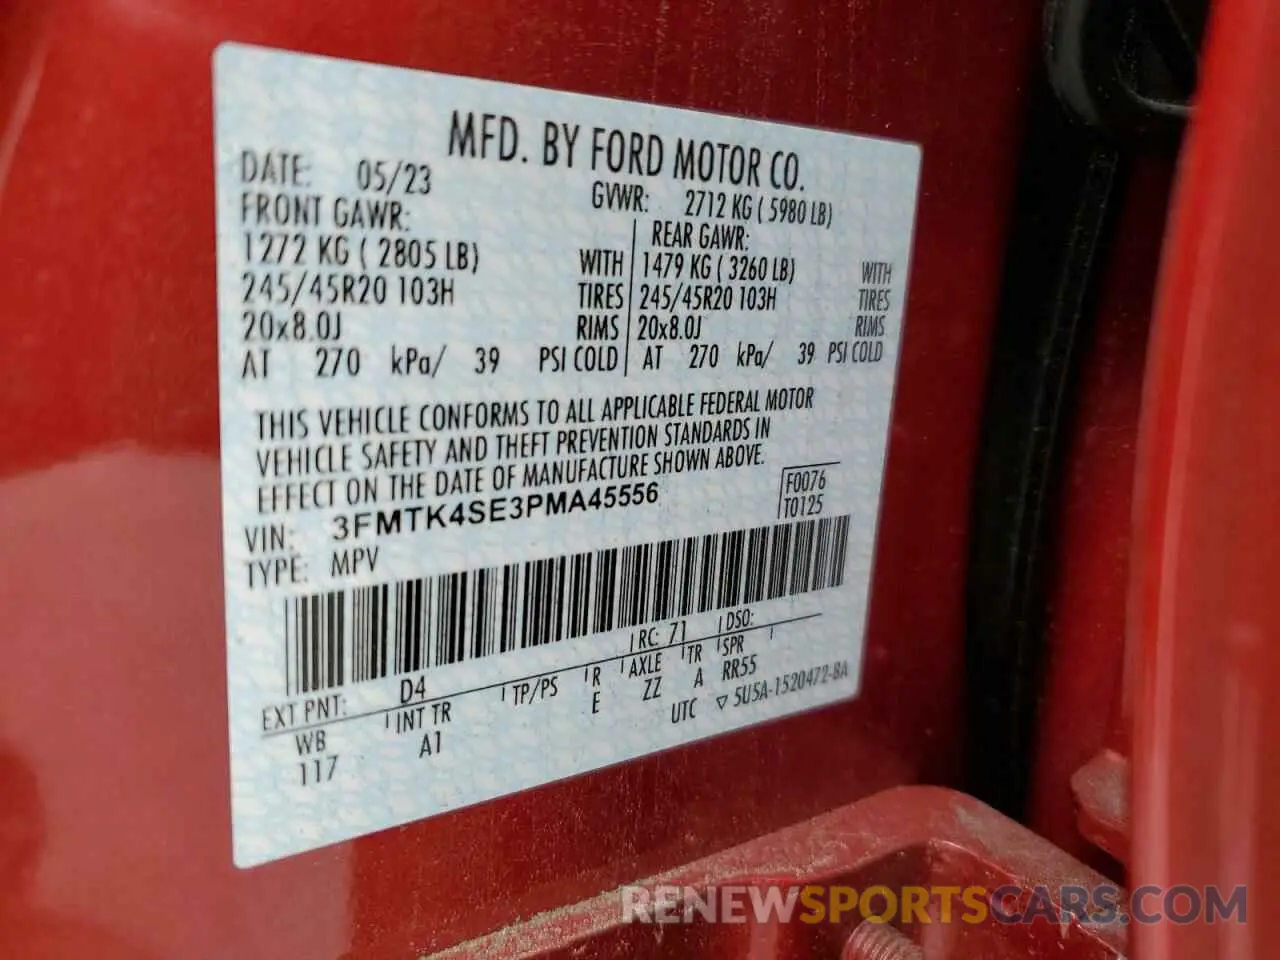 MFD. BY FORD MOTOR CO.
DATE: 05/23 GVWR: 2712 KG ( 5980 LB)
FRONT GAWR: REAR GAWR:
1272 KG ( 2805 LB) WITH 1479 KG ( 3260 LB) WITH
245/45R20 103H TIRES 245/45R20 103H TIRES
20x8.0J RIMS 20x8.0J RIMS
AT 270 kPa/ 39 PSI COLD AT 270 kPa/ 39 PSI COLD
THIS VEHICLE CONFORMS TO ALL APPLICABLE FEDERAL MOTOR
VEHICLE SAFETY AND THEFT PREVENTION STANDARDS IN
EFFECT ON THE DATE OF MANUFACTURE SHOWN ABOVE.
F0076
VIN: 3FMTK4SE3PMA45556 T0125
TYPE: MPV
EXT PNT: D4 RC: 71 DSO:
WB INT TR TP/PS R AXLE TR SPR
117 A1 E ZZ A RR55
UTC ▽ 5U5A-1520472-BA
RENEWSPORTSCARS.COM